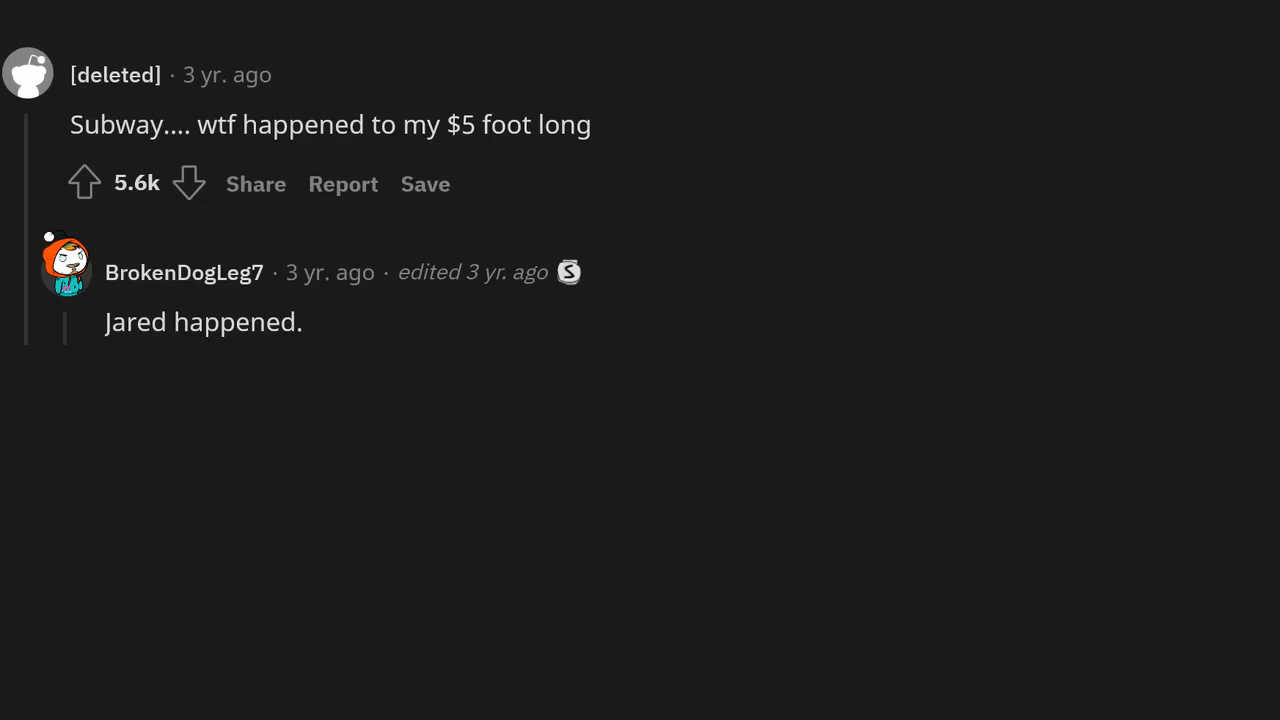 [deleted] · 3 yr. ago
Subway.... wtf happened to my $5 foot long
5.6k Share Report Save
BrokenDogLeg7 · 3 yr. ago · edited 3 yr. ago S
Jared happened.